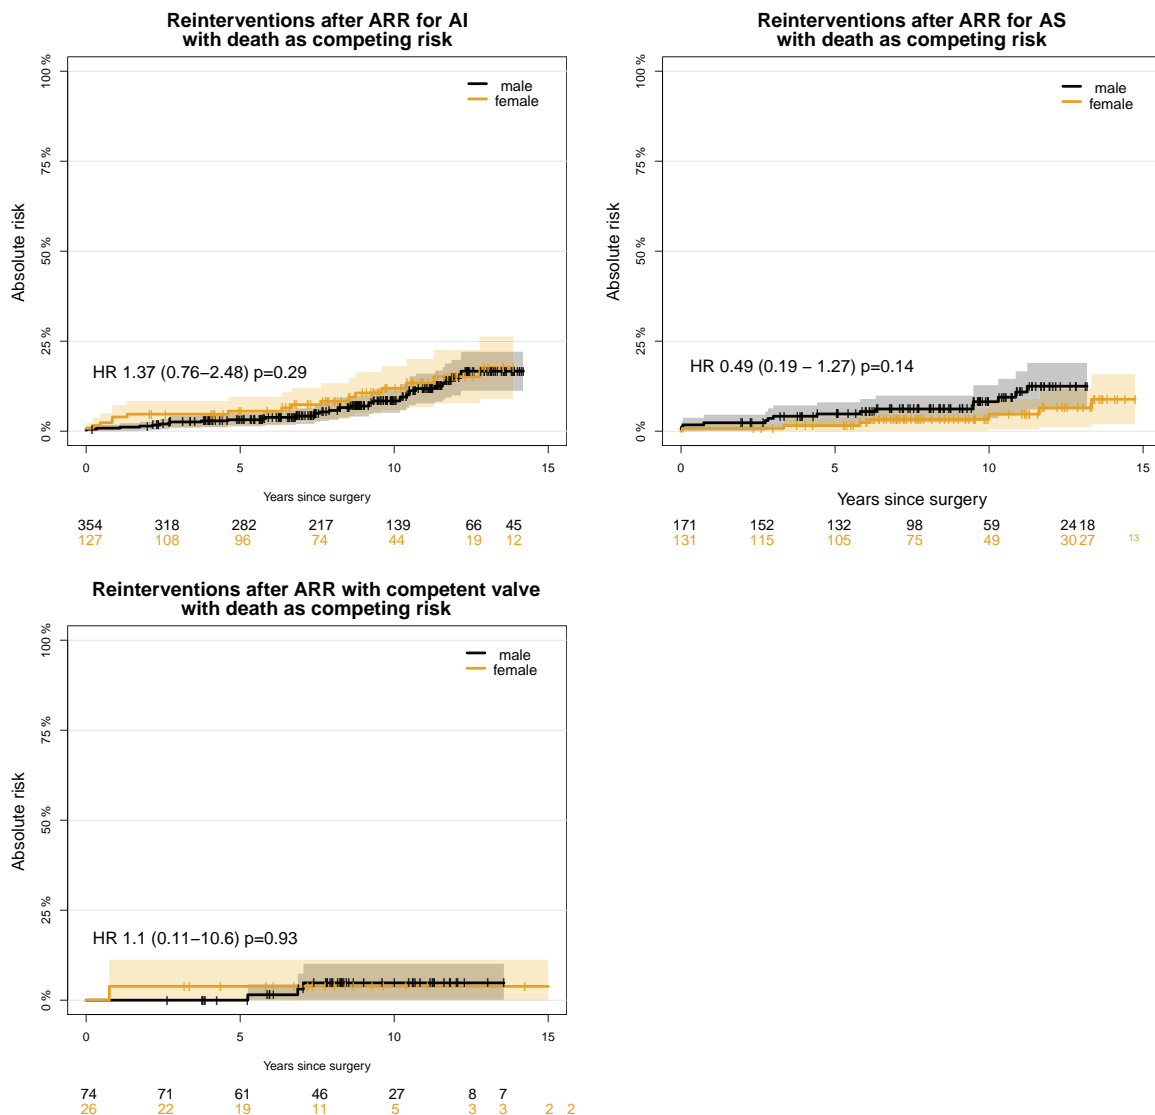 Reinterventions after ARR for AI
with death as competing risk
male
female
100 %
75 %
50 %
25 %
0 %
Absolute risk
HR 1.37 (0.76−2.48) p=0.29
0 5 10 15
Years since surgery
354 318 282 217 139 66 45
127 108 96 74 44 19 12
Reinterventions after ARR for AS
with death as competing risk
male
female
100 %
75 %
50 %
25 %
0 %
Absolute risk
HR 0.49 (0.19 − 1.27) p=0.14
0 5 10 15
Years since surgery
171 152 132 98 59 24 18
131 115 105 75 49 30 27 13
Reinterventions after ARR with competent valve
with death as competing risk
male
female
100 %
75 %
50 %
25 %
0 %
Absolute risk
HR 1.1 (0.11−10.6) p=0.93
0 5 10 15
Years since surgery
74 71 61 46 27 8 7
26 22 19 11 5 3 3 2 2